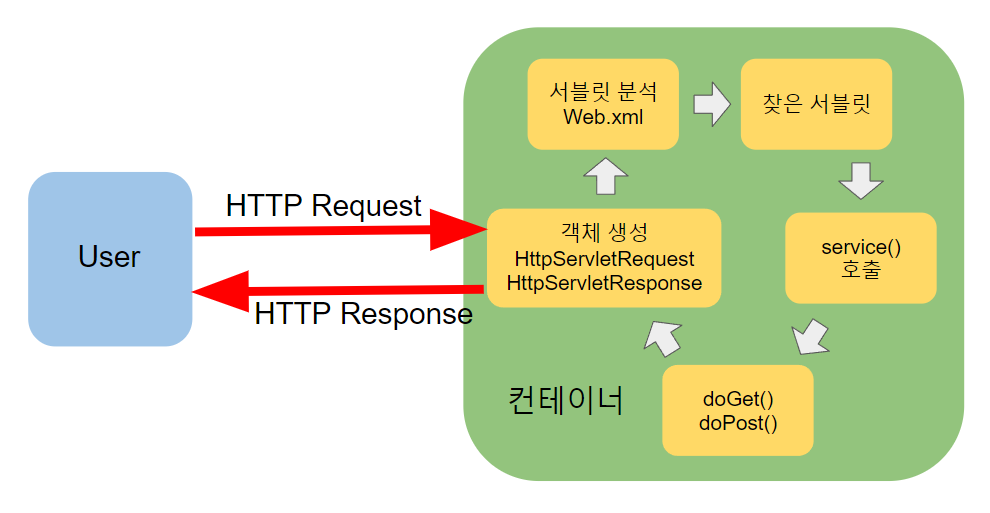 User
HTTP Request
HTTP Response
서블릿 분석
Web.xml
찾은 서블릿
객체 생성
HttpServletRequest
HttpServletResponse
service()
호출
doGet()
doPost()
컨테이너